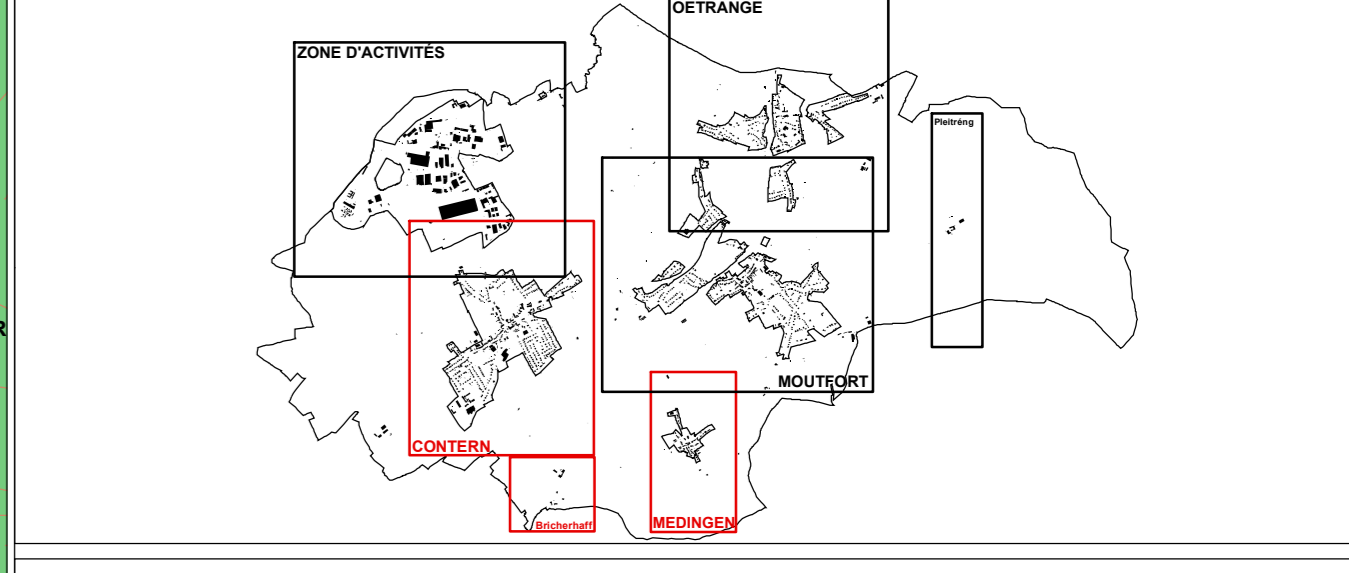 OETRANGE
ZONE D'ACTIVITÉS
Pleitréng
R
MOUTFORT
CONTERN
Bricherhaff
MEDINGEN